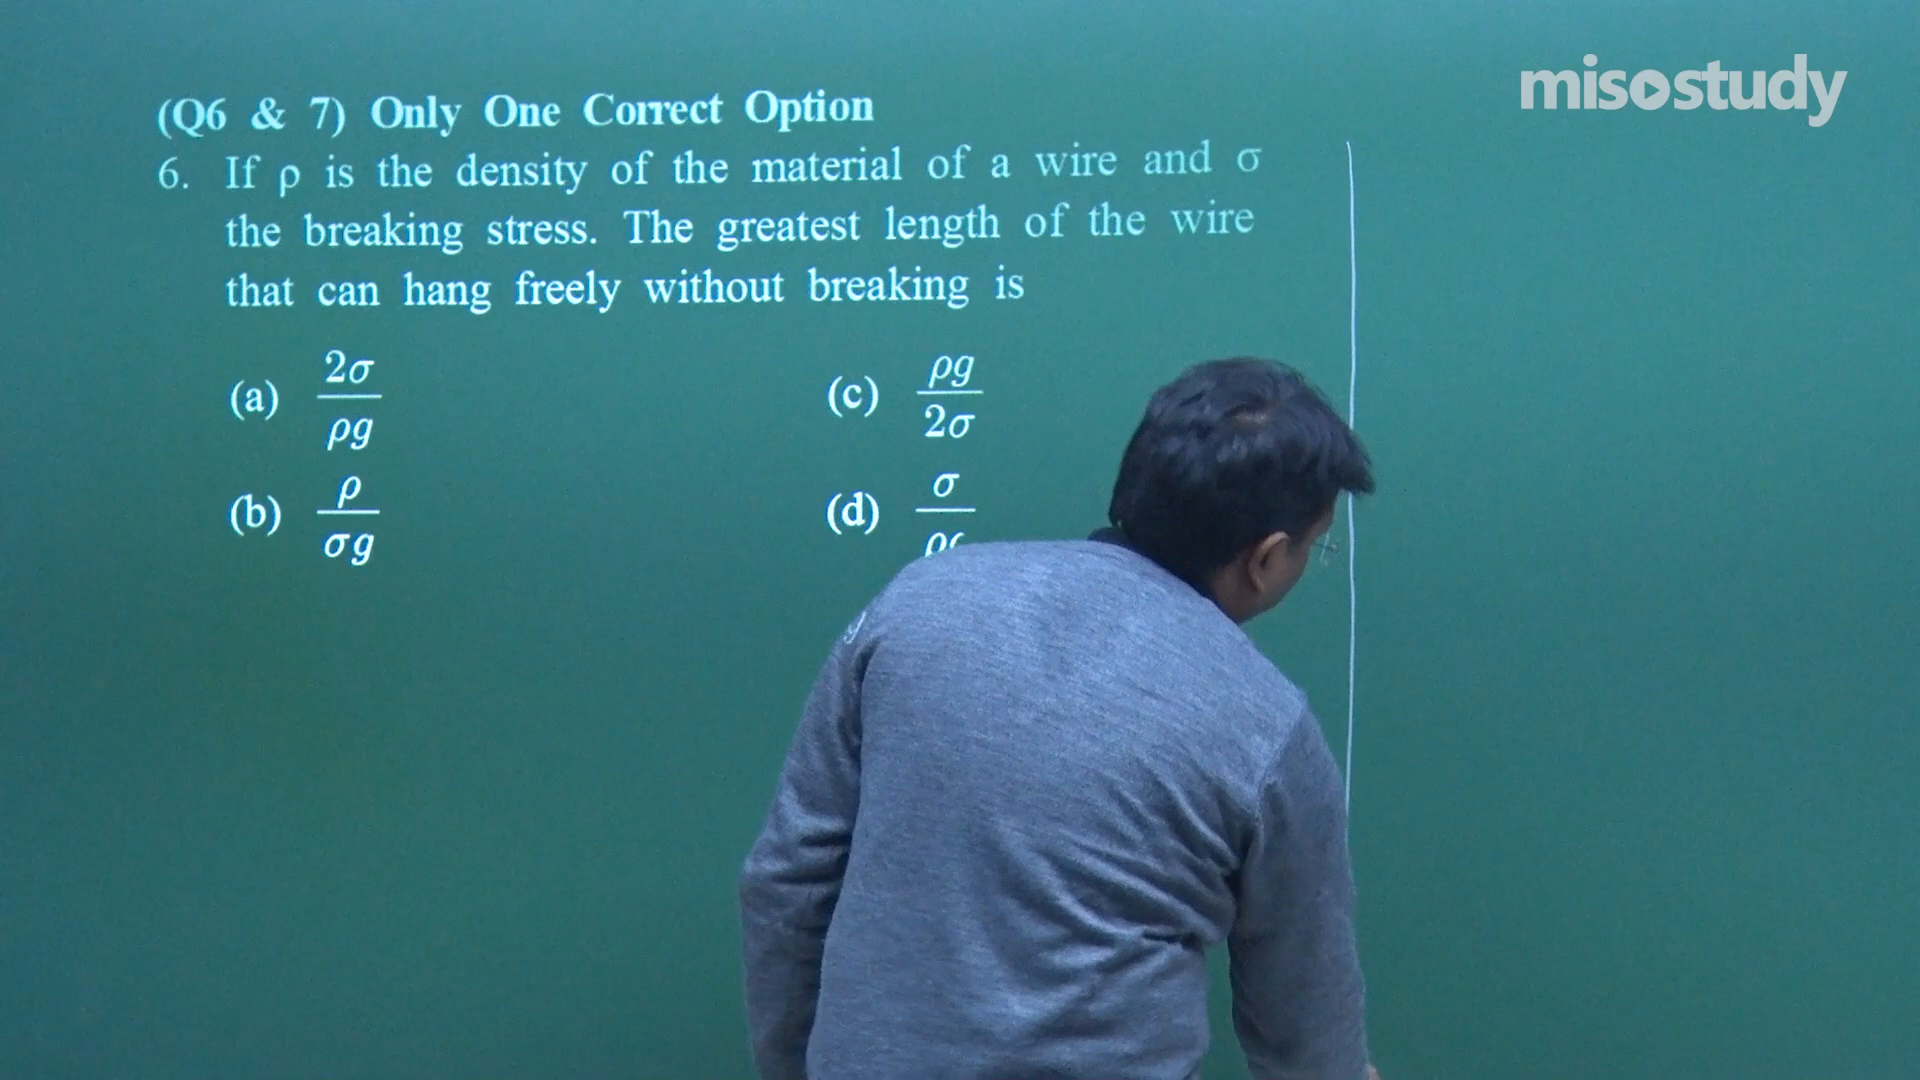 misostudy
(Q6 & 7) Only One Correct Option
6. If ρ is the density of the material of a wire and σ
the breaking stress. The greatest length of the wire
that can hang freely without breaking is
(a) 2σ/ρg
(c) ρg/2σ
(b) ρ/σg
(d) σ/ρ